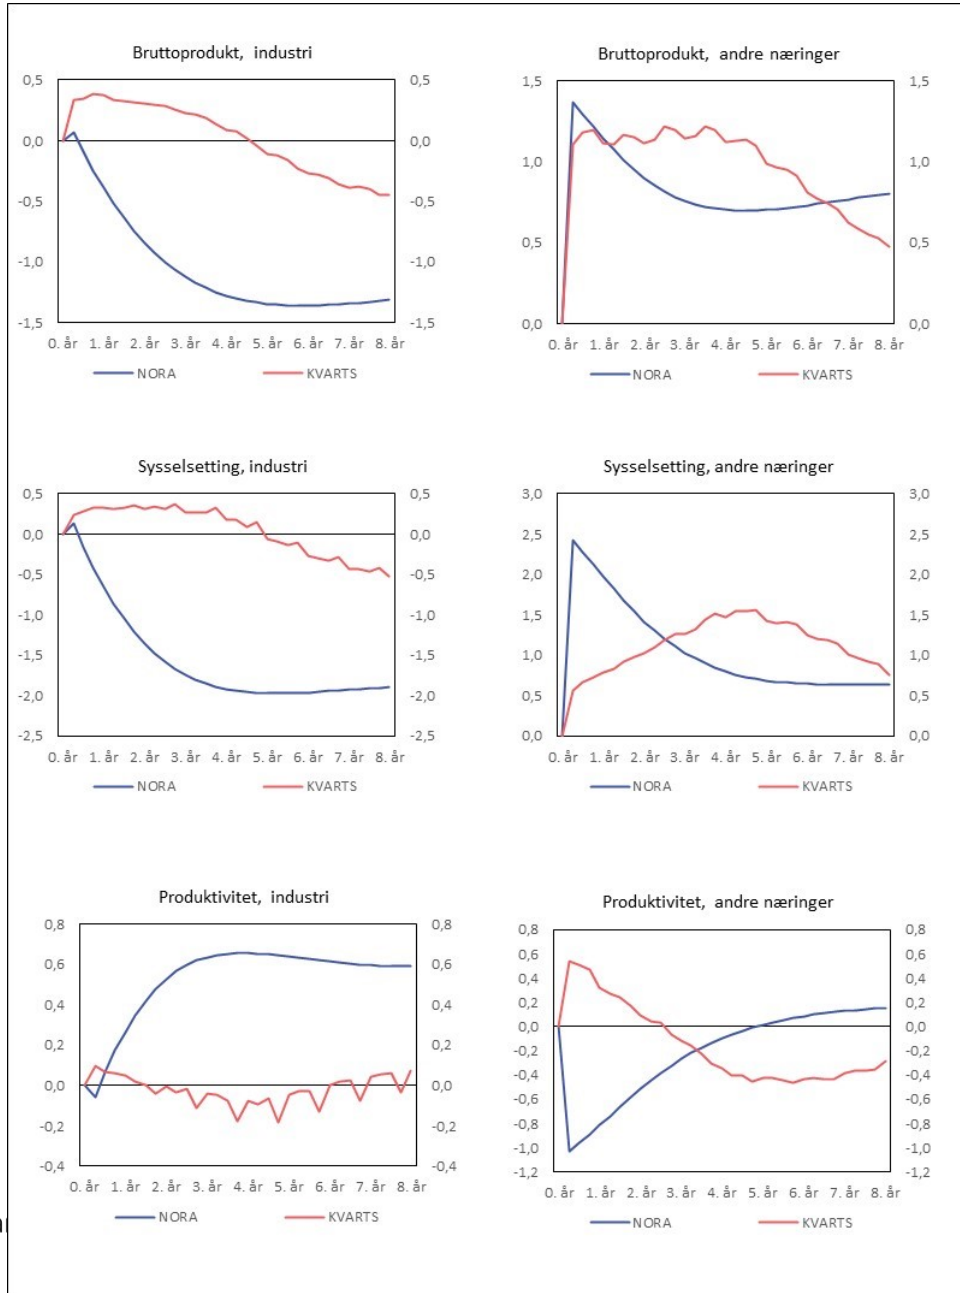 Bruttoprodukt, industri
0,5 0,5
0,0 0,0
-0,5 -0,5
-1,0 -1,0
-1,5 -1,5
0. år 1. år 2. år 3. år 4. år 5. år 6. år 7. år 8. år
NORA KVARTS
Bruttoprodukt, andre næringer
1,5 1,5
1,0 1,0
0,5 0,5
0,0 0,0
0. år 1. år 2. år 3. år 4. år 5. år 6. år 7. år 8. år
NORA KVARTS
Sysselsetting, industri
0,5 0,5
0,0 0,0
-0,5 -0,5
-1,0 -1,0
-1,5 -1,5
-2,0 -2,0
-2,5 -2,5
0. år 1. år 2. år 3. år 4. år 5. år 6. år 7. år 8. år
NORA KVARTS
Sysselsetting, andre næringer
3,0 3,0
2,5 2,5
2,0 2,0
1,5 1,5
1,0 1,0
0,5 0,5
0,0 0,0
0. år 1. år 2. år 3. år 4. år 5. år 6. år 7. år 8. år
NORA KVARTS
Produktivitet, industri
0,8 0,8
0,6 0,6
0,4 0,4
0,2 0,2
0,0 0,0
-0,2 -0,2
-0,4 -0,4
0. år 1. år 2. år 3. år 4. år 5. år 6. år 7. år 8. år
NORA KVARTS
Produktivitet, andre næringer
0,8 0,8
0,6 0,6
0,4 0,4
0,2 0,2
0,0 0,0
-0,2 -0,2
-0,4 -0,4
-0,6 -0,6
-0,8 -0,8
-1,0 -1,0
-1,2 -1,2
0. år 1. år 2. år 3. år 4. år 5. år 6. år 7. år 8. år
NORA KVARTS